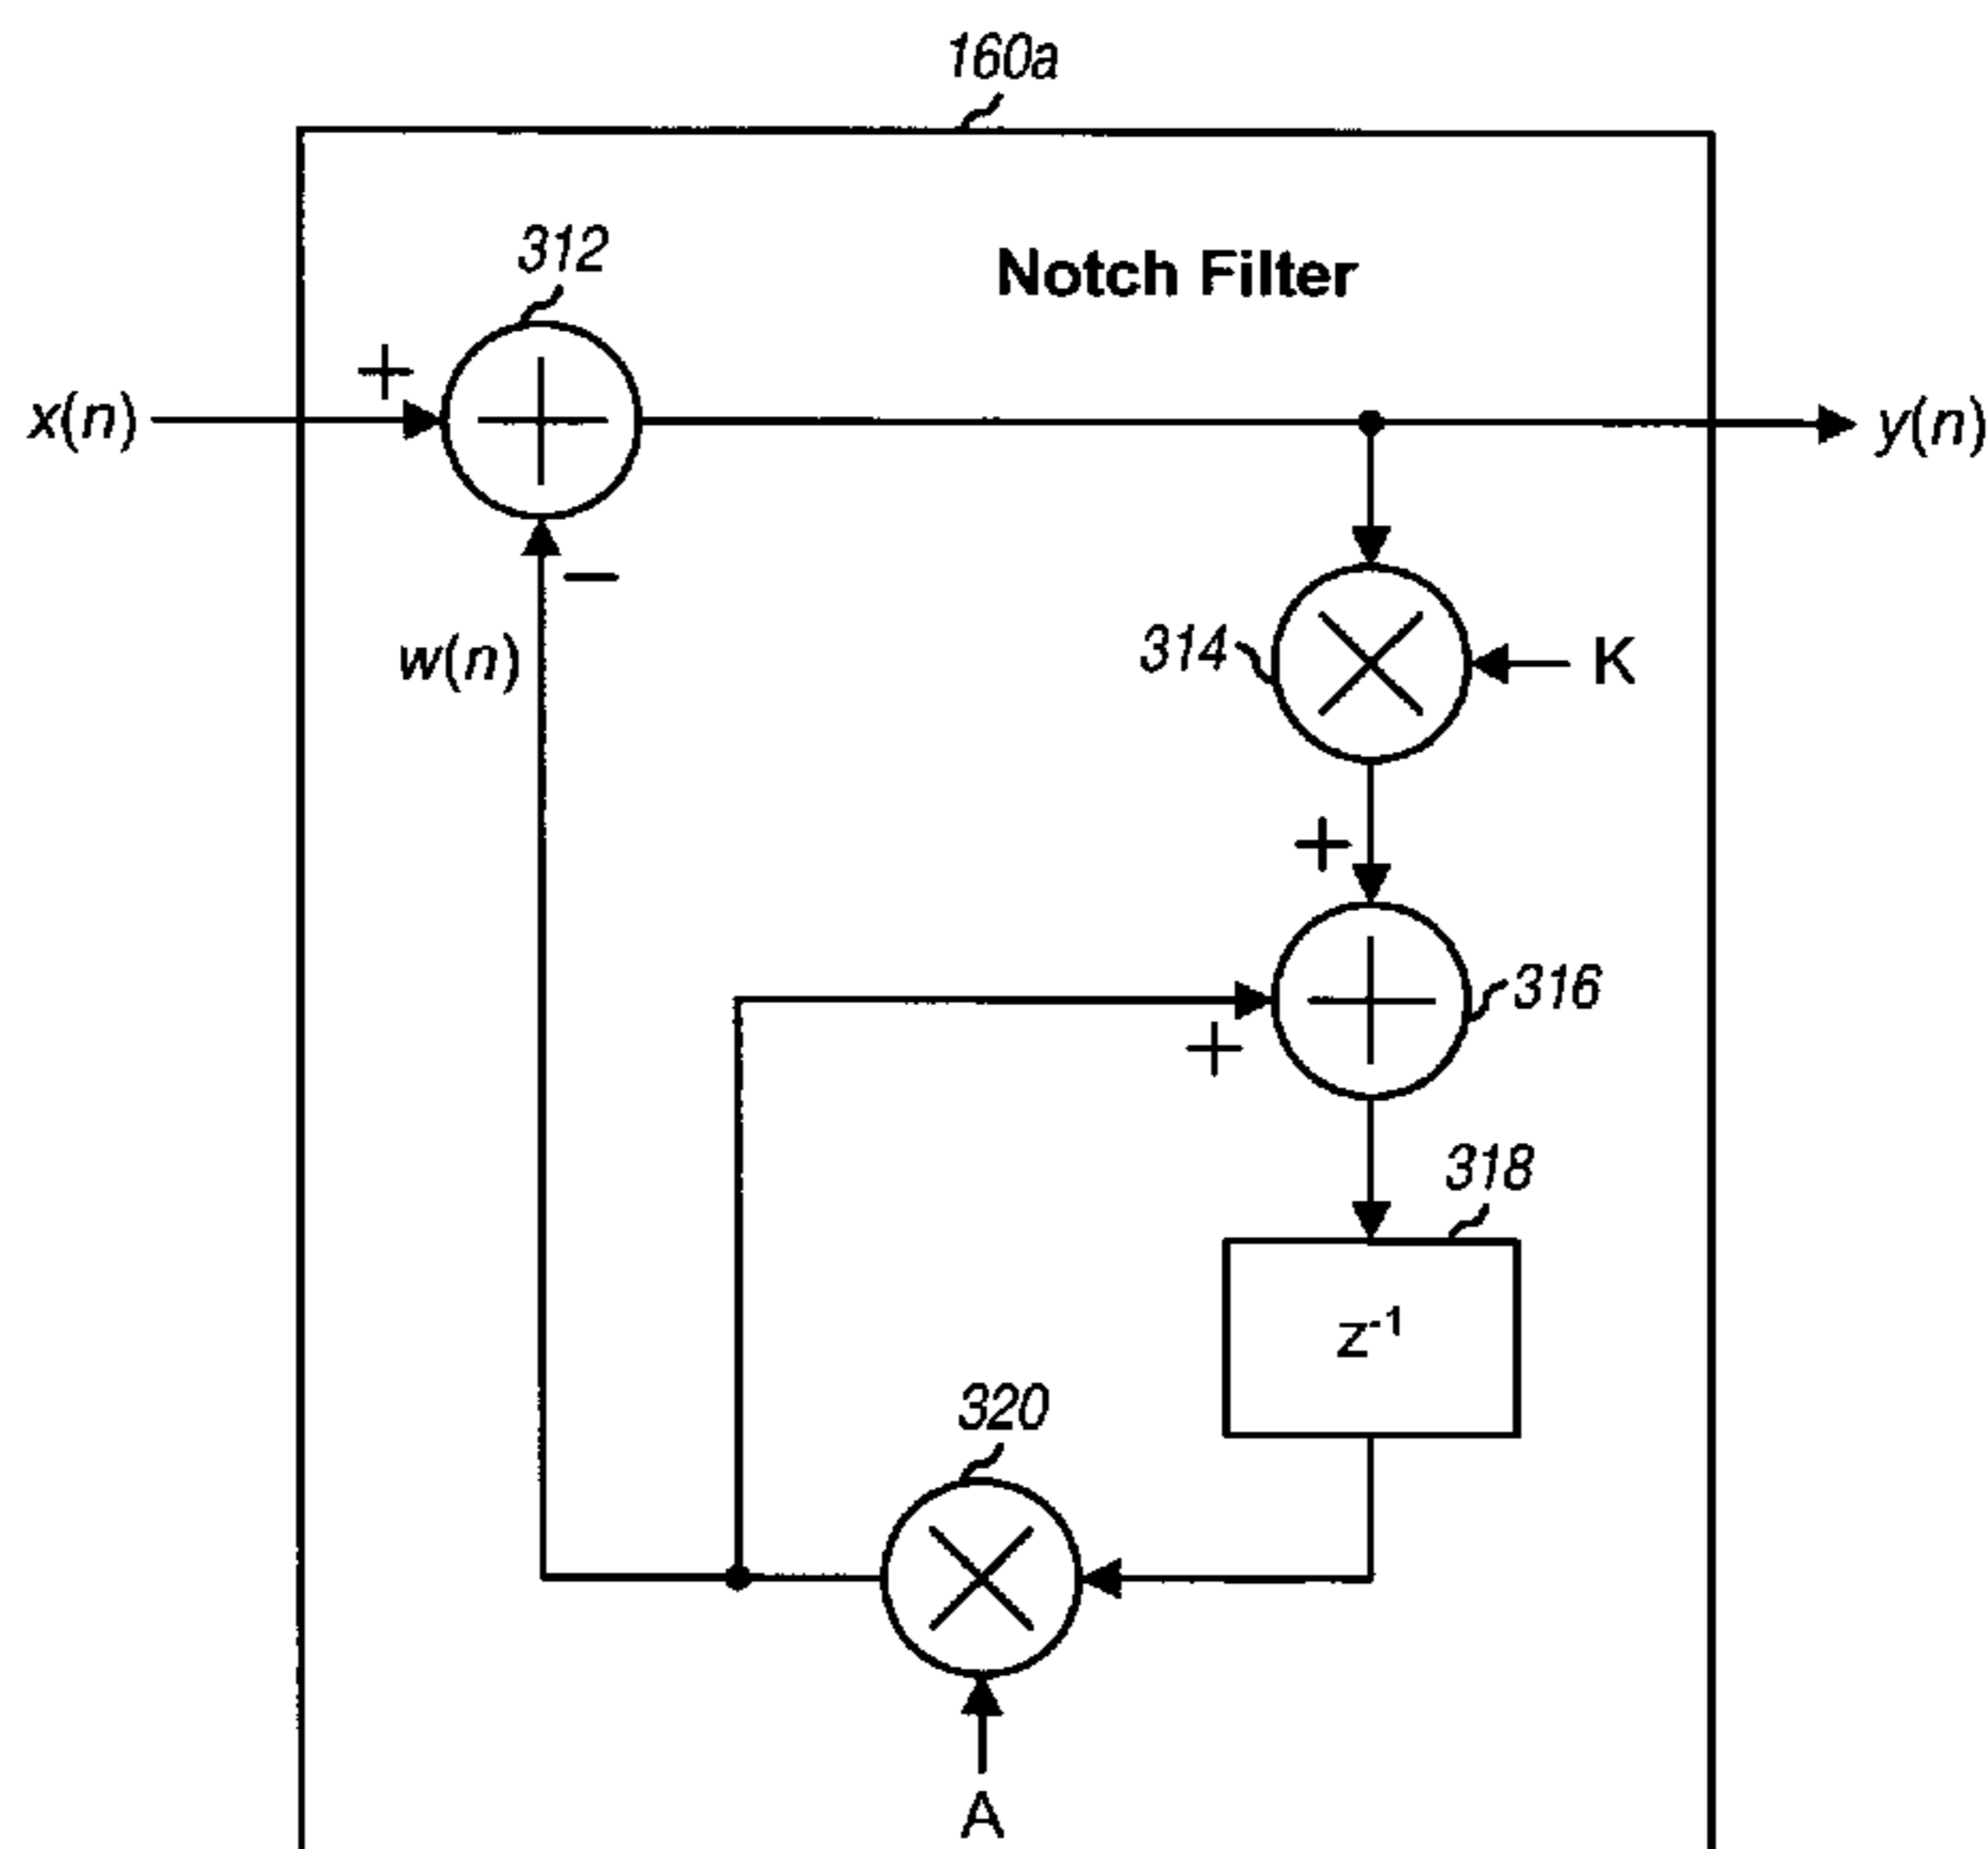 160a
312
Notch Filter
+
x(n)
y(n)
−
w(n)
314
K
+
316
+
318
z⁻¹
320
A